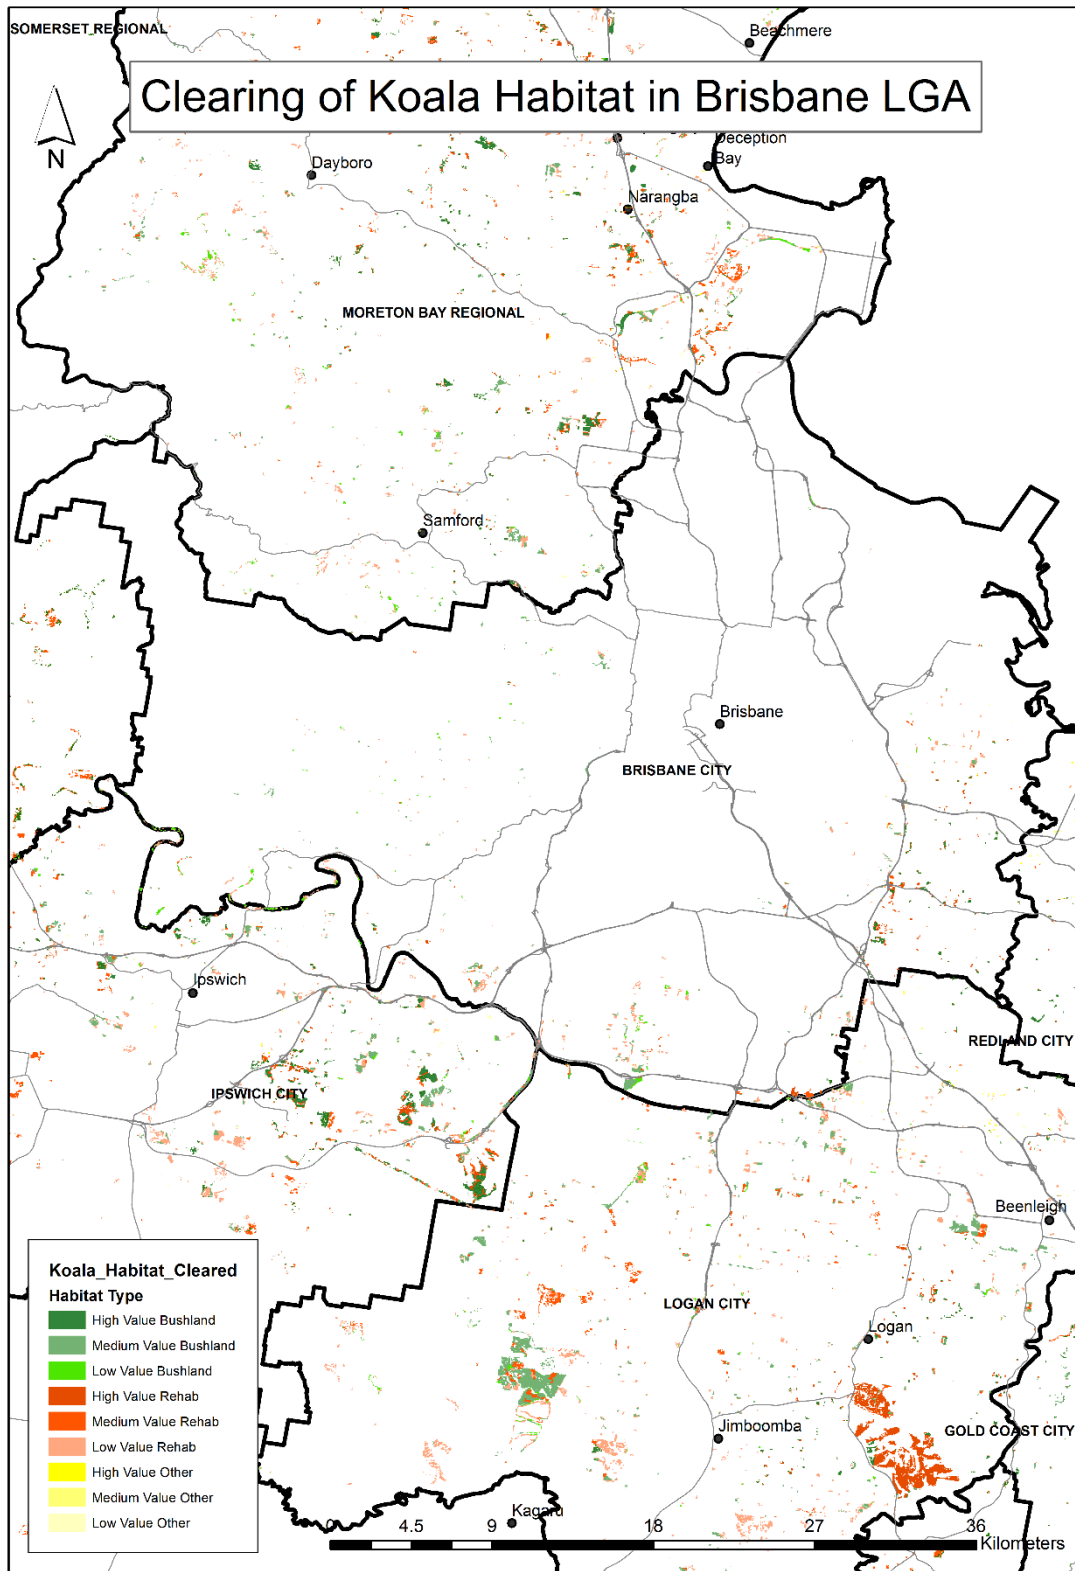 SOMERSET REGIONAL
Beachmere
Clearing of Koala Habitat in Brisbane LGA
N
Deception
Bay
Dayboro
Narangba
MORETON BAY REGIONAL
Samford
Brisbane
BRISBANE CITY
Ipswich
REDLAND CITY
IPSWICH CITY
Beenleigh
LOGAN CITY
Logan
GOLD COAST CITY
Jimboomba
Kagaru
Koala_Habitat_Cleared
Habitat Type
High Value Bushland
Medium Value Bushland
Low Value Bushland
High Value Rehab
Medium Value Rehab
Low Value Rehab
High Value Other
Medium Value Other
Low Value Other
0 4.5 9 18 27 36
Kilometers